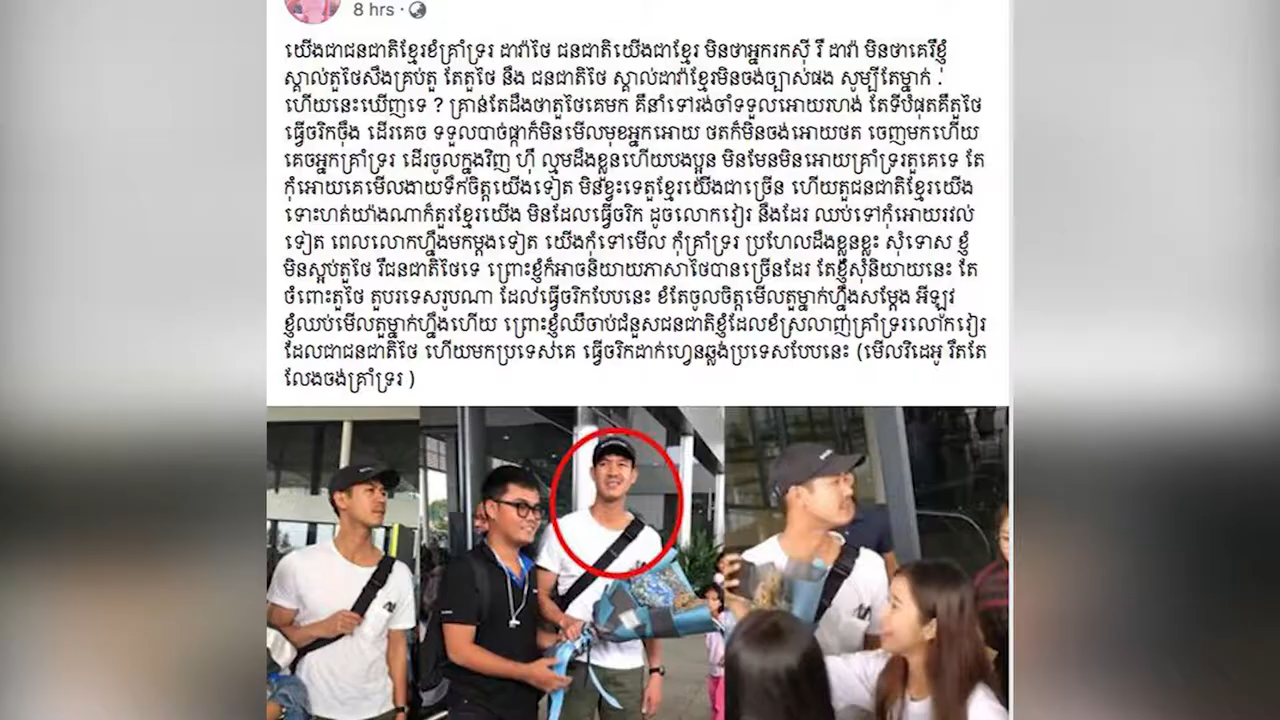 8 hrs ·
យើងជាជនជាតិខ្មែរខំគ្រាំទ្រ ដារ៉ាថៃ ជនជាតិយើងជាខ្មែរ មិនថាអ្នករកស៊ី រឺ ដារ៉ា មិនថាគេរឺខ្ញុំ
ស្គាល់តួថៃសឹងគ្រប់តួ តែតួថៃ នឹង ជនជាតិថៃ ស្គាល់ដារ៉ាខ្មែរមិនចង់ច្បាស់ផង សូម្បីតែម្នាក់ .
ហើយនេះឃើញទេ ? គ្រាន់តែដឹងថាតួថៃគេមក គឺនាំទៅរង់ចាំទទួលអោយរហង់ តែទីបំផុតគឺតួថៃ
ធ្វើចរិកចឹង ដើរគេច ទទួលបាច់ផ្កាក៏មិនមើលមុខអ្នកអោយ ថតក៏មិនចង់អោយថត ចេញមកហើយ
គេចអ្នកគ្រាំទ្រ ដើរចូលក្នុងវិញ ហ៊ឺ ល្មមដឹងខ្លួនហើយបងប្អូន មិនមែនមិនអោយគ្រាំទ្រតួគេទេ តែ
កុំអោយគេមើលងាយទឹកចិត្តយើងទៀត មិនខ្វះទេតួខ្មែរយើងជាច្រើន ហើយតួជនជាតិខ្មែរយើង
ទោះហត់យ៉ាងណាក៏តួរខ្មែរយើង មិនដែលធ្វើចរិក ដូចលោកវៀរ នឹងដែរ ឈប់ទៅកុំអោយរវល់
ទៀត ពេលលោកហ្នឹងមកម្តងទៀត យើងកុំទៅមើល កុំគ្រាំទ្រ ប្រហែលដឹងខ្លួនខ្លះ សុំទោស ខ្ញុំ
មិនស្អប់តួថៃ រឺជនជាតិថៃទេ ព្រោះខ្ញុំក៏អាចនិយាយភាសាថៃបានច្រើនដែរ តែខ្ញុំសុំនិយាយនេះ តែ
ចំពោះតួថៃ តួបរទេសរូបណា ដែលធ្វើចរិកបែបនេះ ខំតែចូលចិត្តមើលតួម្នាក់ហ្នឹងសម្តែង អីឡូវ
ខ្ញុំឈប់មើលតួម្នាក់ហ្នឹងហើយ ព្រោះខ្ញុំឈឺចាប់ជំនួសជនជាតិខ្ញុំដែលខំស្រលាញ់គ្រាំទ្រលោកវៀរ
ដែលជាជនជាតិថៃ ហើយមកប្រទេសគេ ធ្វើចរិកដាក់ហ្វេនឆ្លងប្រទេសបែបនេះ (មើលវិដេអូ រឹតតែ
លែងចង់គ្រាំទ្រ )